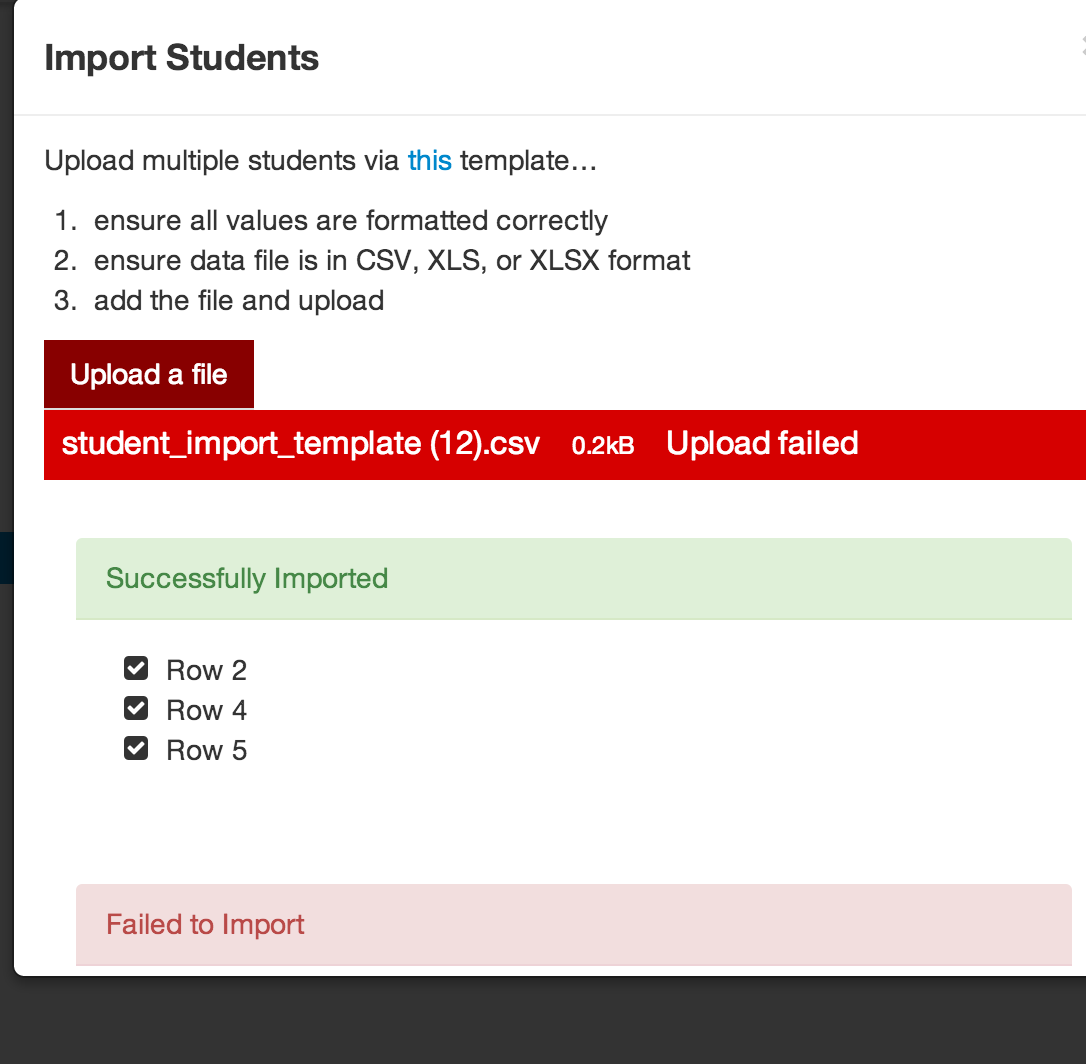 Import Students
Upload multiple students via this template...
1. ensure all values are formatted correctly
2. ensure data file is in CSV, XLS, or XLSX format
3. add the file and upload
Upload a file
student_import_template (12).csv 0.2kB Upload failed
Successfully Imported
Row 2
Row 4
Row 5
Failed to Import